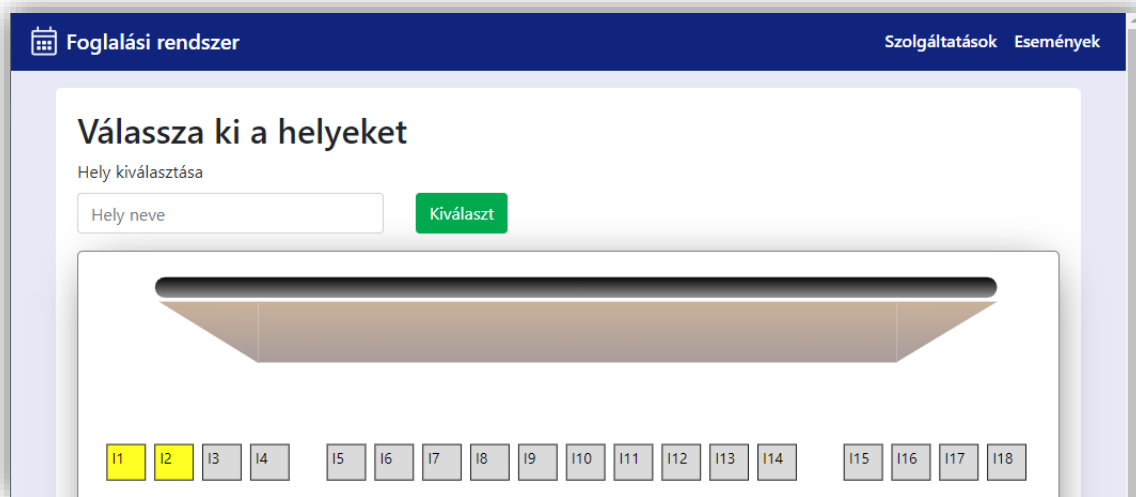 Foglalási rendszer
Szolgáltatások Események
Válassza ki a helyeket
Hely kiválasztása
Hely neve
Kiválaszt
I1 I2 I3 I4 I5 I6 I7 I8 I9 I10 I11 I12 I13 I14 I15 I16 I17 I18